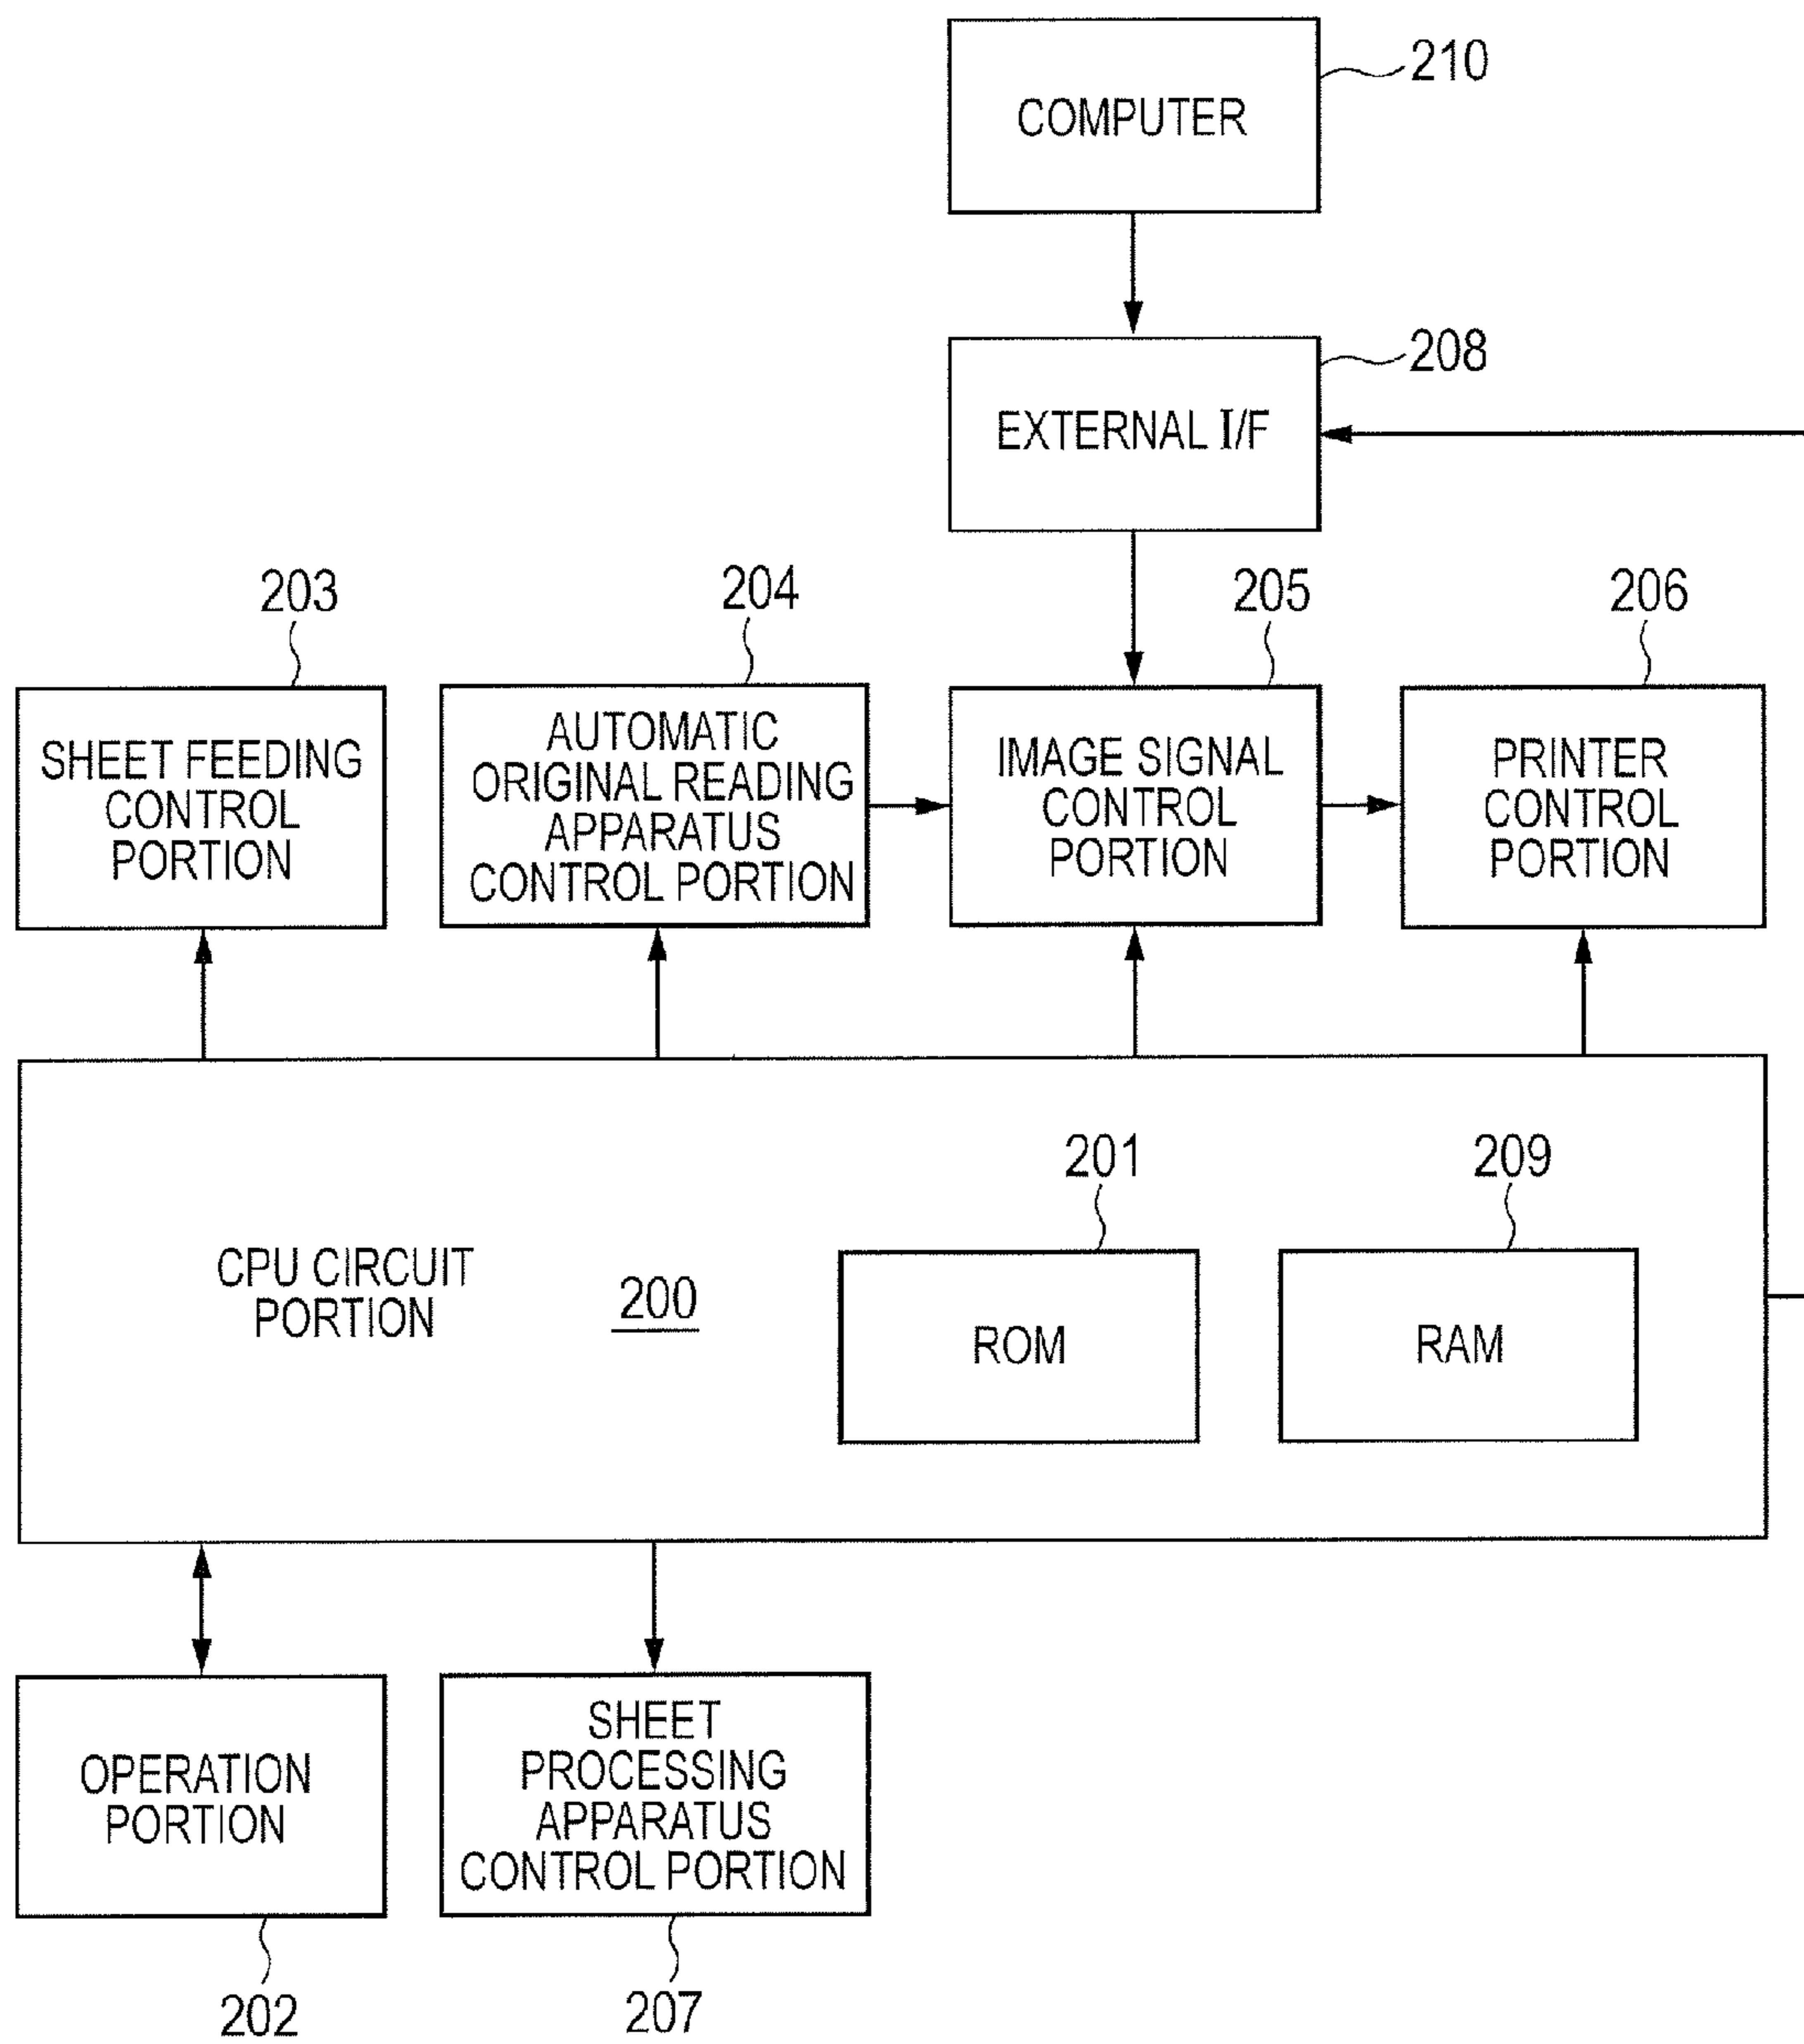 210
COMPUTER
208
EXTERNAL I/F
203
204
205
206
SHEET FEEDING
CONTROL
PORTION
AUTOMATIC
ORIGINAL READING
APPARATUS
CONTROL PORTION
IMAGE SIGNAL
CONTROL
PORTION
PRINTER
CONTROL
PORTION
CPU CIRCUIT
PORTION
200
201
ROM
209
RAM
OPERATION
PORTION
SHEET
PROCESSING
APPARATUS
CONTROL PORTION
202
207